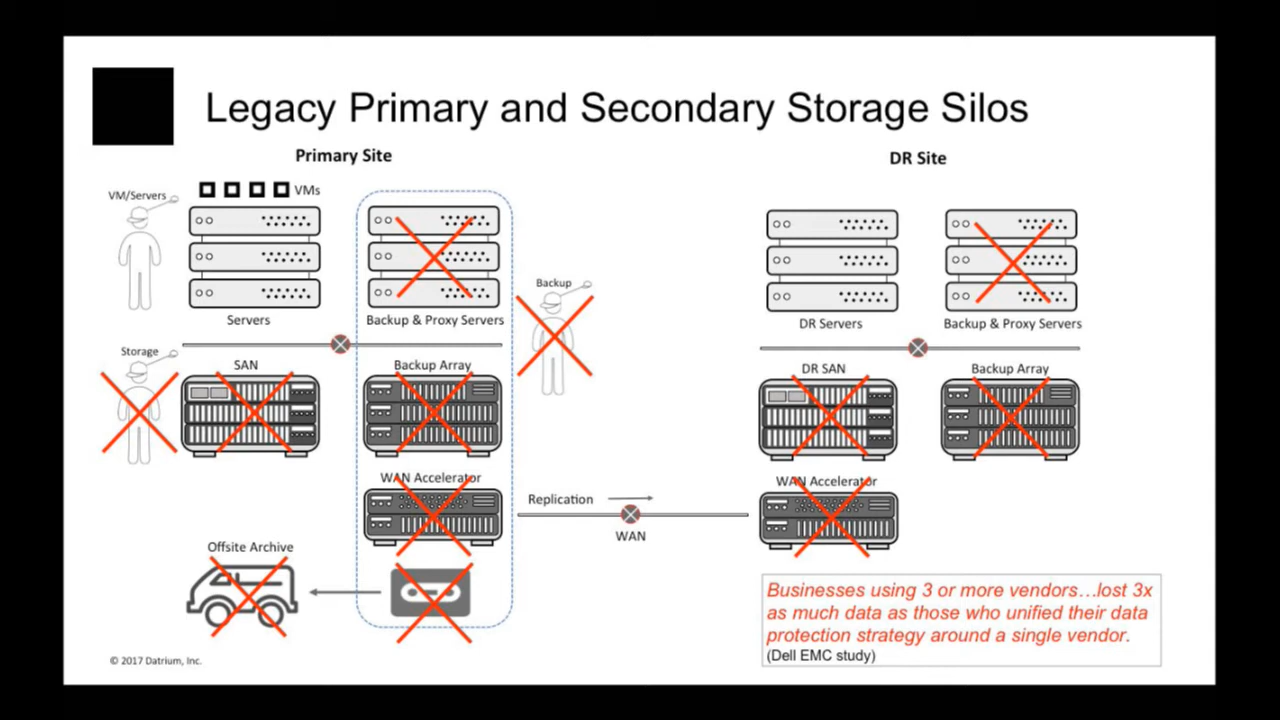 Legacy Primary and Secondary Storage Silos
Primary Site
DR Site
VM/Servers
VMs
Servers
Backup & Proxy Servers
Backup
DR Servers
Backup & Proxy Servers
Storage
SAN
Backup Array
DR SAN
Backup Array
WAN Accelerator
WAN Accelerator
Replication
WAN
Offsite Archive
Businesses using 3 or more vendors…lost 3x
as much data as those who unified their data
protection strategy around a single vendor.
(Dell EMC study)
© 2017 Datrium, Inc.